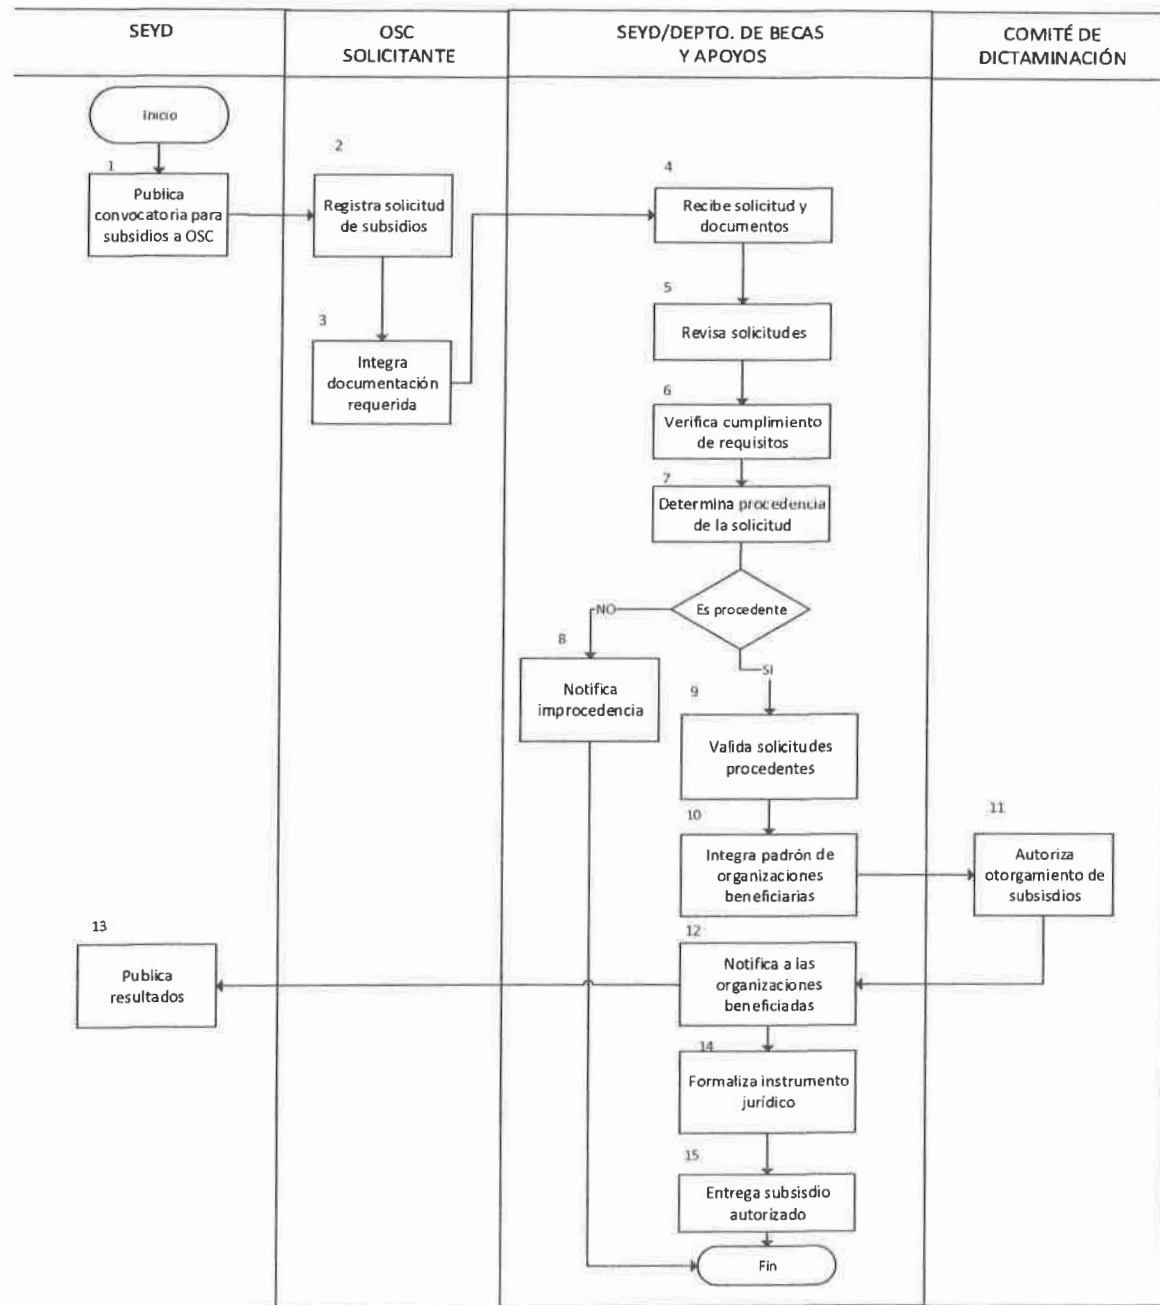 SEYD
OSC
SOLICITANTE
SEYD/DEPTO. DE BECAS
Y APOYOS
COMITÉ DE
DICTAMINACIÓN
Inicio
1
Publica
convocatoria para
subsidios a OSC
2
Registra solicitud
de subsidios
3
Integra
documentación
requerida
4
Recibe solicitud y
documentos
5
Revisa solicitudes
6
Verifica cumplimiento
de requisitos
7
Determina procedencia
de la solicitud
Es procedente
NO
SI
8
Notifica
improcedencia
9
Valida solicitudes
procedentes
10
Integra padrón de
organizaciones
beneficiarias
11
Autoriza
otorgamiento de
subsisdios
12
Notifica a las
organizaciones
beneficiadas
13
Publica
resultados
14
Formaliza instrumento
jurídico
15
Entrega subsisdio
autorizado
Fin